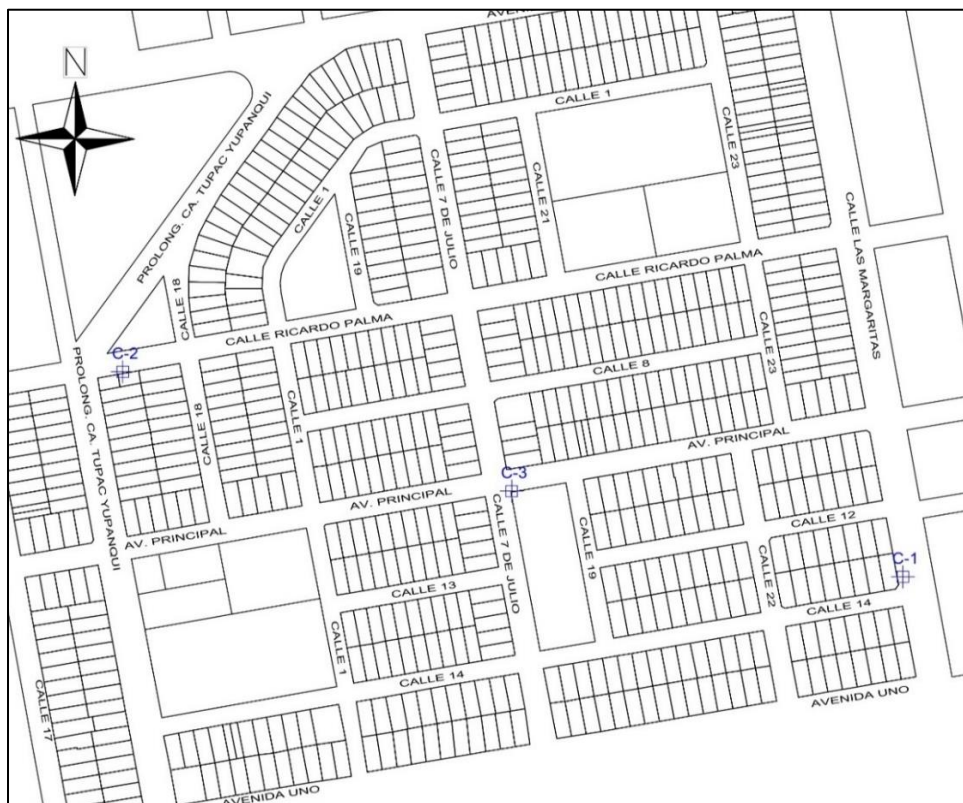 AVEN
N
CALLE 1
PROLONG. CA. TUPAC YUPANQUI
CALLE 23
CALLE 7 DE JULIO
CALLE 21
CALLE 1
CALLE 19
CALLE LAS MARGARITAS
CALLE RICARDO PALMA
CALLE 18
CALLE RICARDO PALMA
C-2
PROLONG. CA. TUPAC YUPANQUI
CALLE 8
CALLE 23
CALLE 18
CALLE 1
AV. PRINCIPAL
C-3
AV. PRINCIPAL
AV. PRINCIPAL
CALLE 7 DE JULIO
CALLE 19
CALLE 12
CALLE 22
C-1
CALLE 13
CALLE 14
CALLE 1
CALLE 14
CALLE 17
AVENIDA UNO
AVENIDA UNO